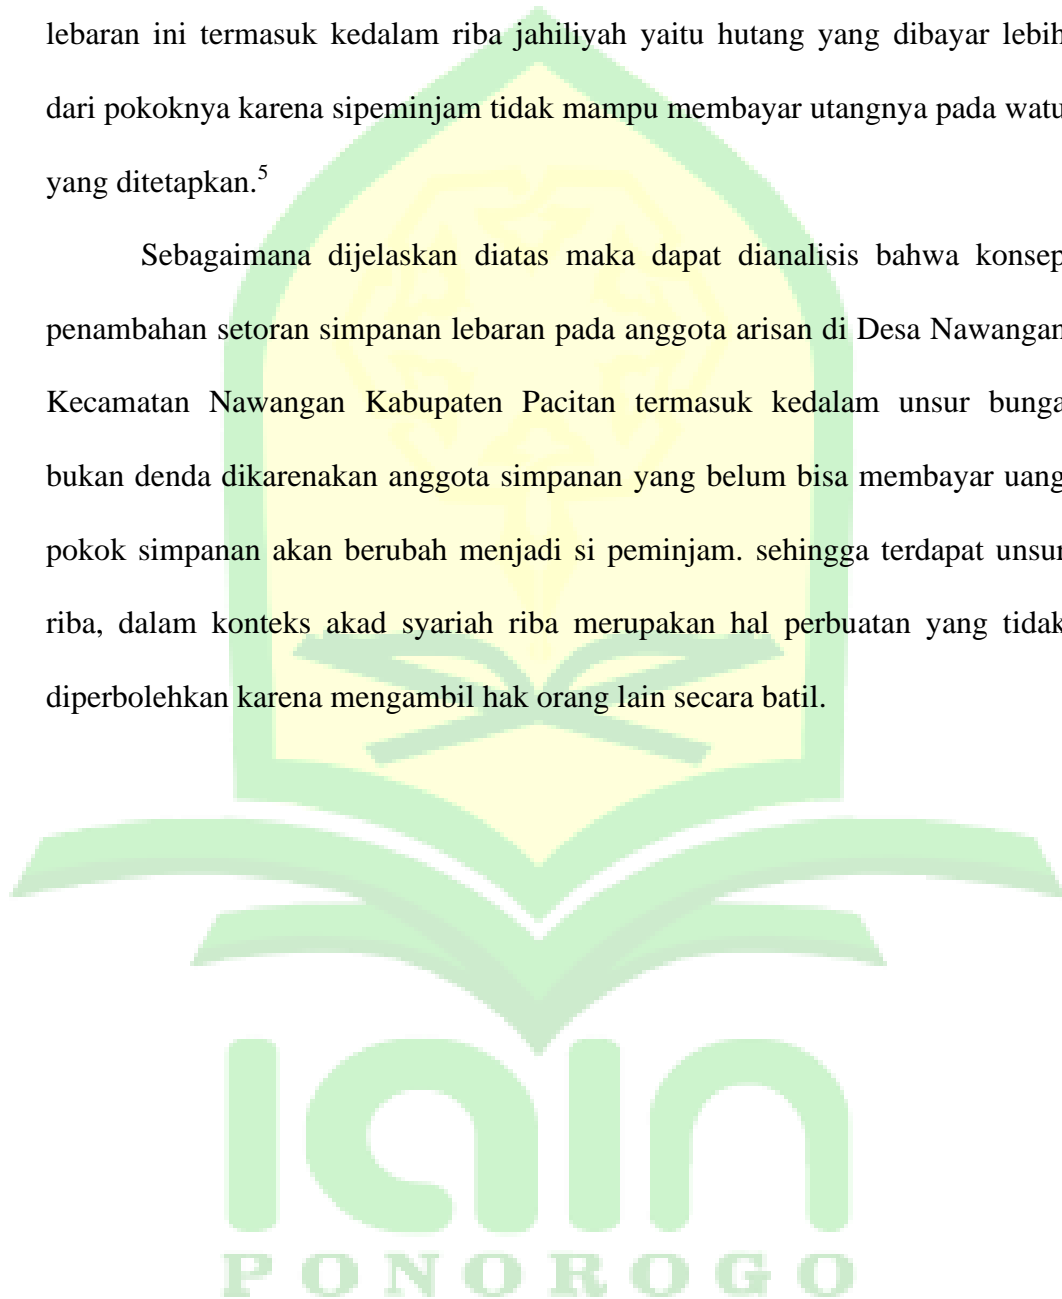 lebaran ini termasuk kedalam riba jahiliyah yaitu hutang yang dibayar lebih
dari pokoknya karena sipeminjam tidak mampu membayar utangnya pada watu
yang ditetapkan.5
Sebagaimana dijelaskan diatas maka dapat dianalisis bahwa konsep
penambahan setoran simpanan lebaran pada anggota arisan di Desa Nawangan
Kecamatan Nawangan Kabupaten Pacitan termasuk kedalam unsur bunga
bukan denda dikarenakan anggota simpanan yang belum bisa membayar uang
pokok simpanan akan berubah menjadi si peminjam. sehingga terdapat unsur
riba, dalam konteks akad syariah riba merupakan hal perbuatan yang tidak
diperbolehkan karena mengambil hak orang lain secara batil.
iain
PONOROGO